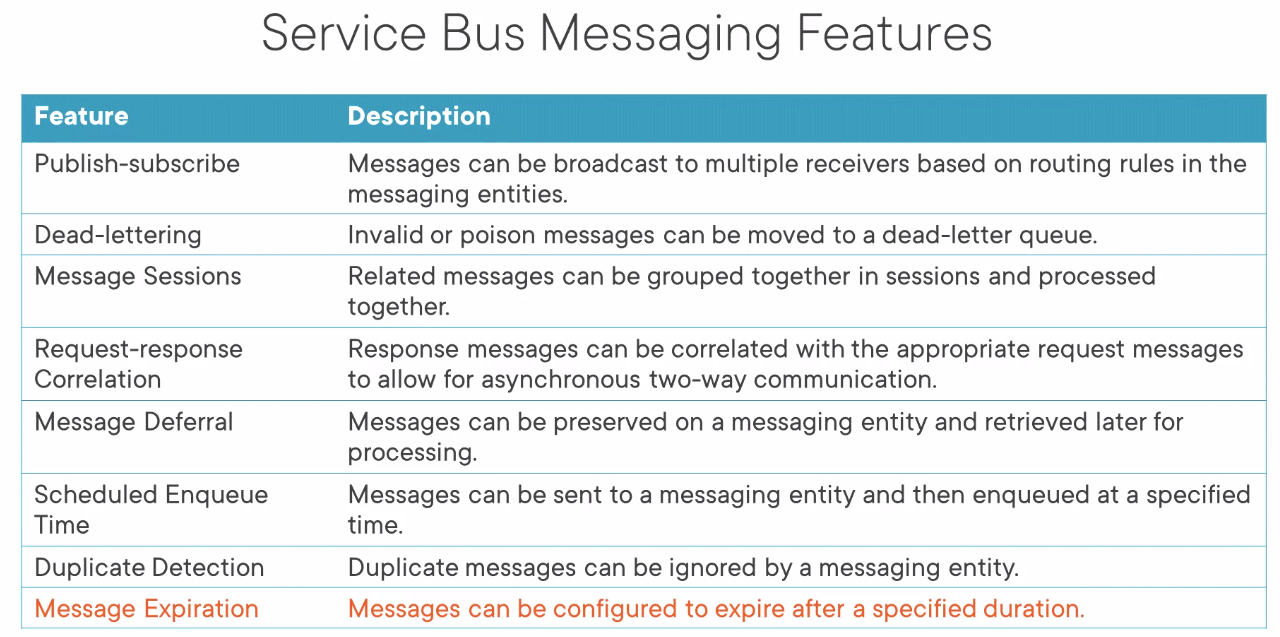 Service Bus Messaging Features
Feature Description
Publish-subscribe Messages can be broadcast to multiple receivers based on routing rules in the
messaging entities.
Dead-lettering Invalid or poison messages can be moved to a dead-letter queue.
Message Sessions Related messages can be grouped together in sessions and processed
together.
Request-response Response messages can be correlated with the appropriate request messages
Correlation to allow for asynchronous two-way communication.
Message Deferral Messages can be preserved on a messaging entity and retrieved later for
processing.
Scheduled Enqueue Messages can be sent to a messaging entity and then enqueued at a specified
Time time.
Duplicate Detection Duplicate messages can be ignored by a messaging entity.
Message Expiration Messages can be configured to expire after a specified duration.